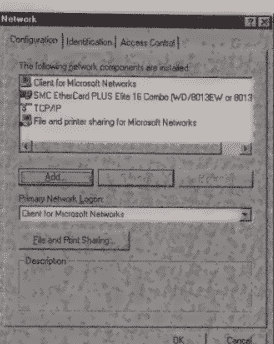 Network
Configuration Identification Access Control
The following network components are installed:
Client for Microsoft Networks
SMC EtherCard PLUS Elite 16 Combo (WD/8013EW or 8013
TCP/IP
File and printer sharing for Microsoft Networks
Add...
Primary Network Logon:
Client for Microsoft Networks
File and Print Sharing...
Description
OK Cancel